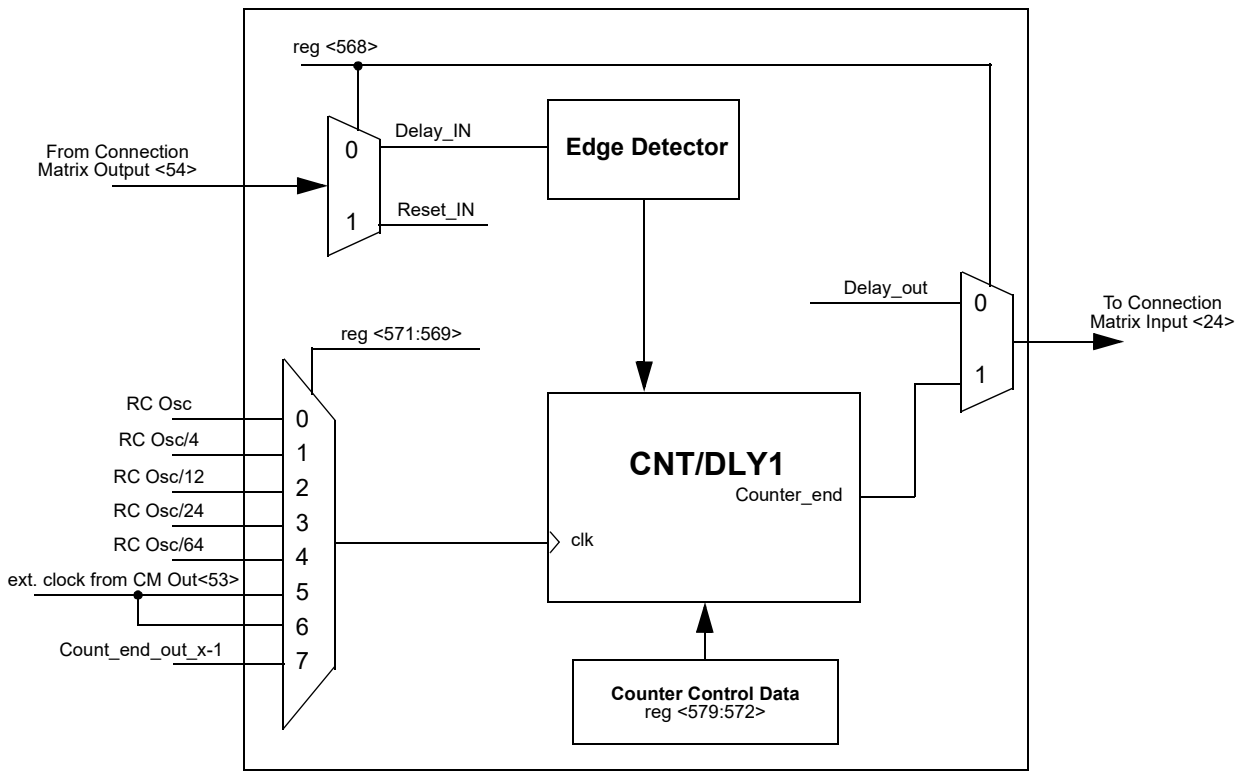 reg <568>
From Connection
Matrix Output <54>
0
Delay_IN
Edge Detector
1
Reset_IN
Delay_out
0
To Connection
Matrix Input <24>
1
reg <571:569>
RC Osc
0
RC Osc/4
1
RC Osc/12
2
RC Osc/24
3
RC Osc/64
4
ext. clock from CM Out<53>
5
6
Count_end_out_x-1
7
CNT/DLY1
Counter_end
clk
Counter Control Data
reg <579:572>